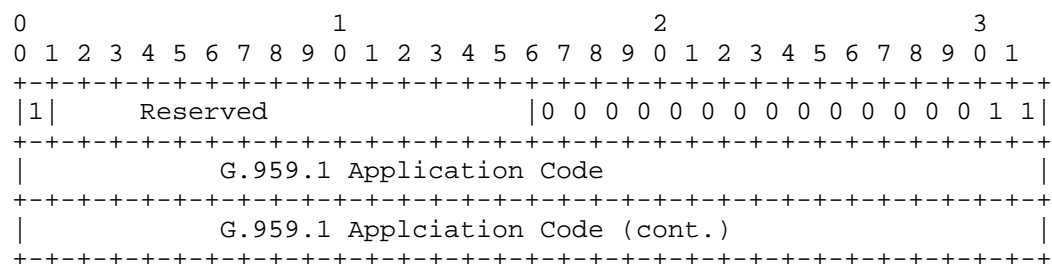 0                   1                   2                   3
0 1 2 3 4 5 6 7 8 9 0 1 2 3 4 5 6 7 8 9 0 1 2 3 4 5 6 7 8 9 0 1
+-+-+-+-+-+-+-+-+-+-+-+-+-+-+-+-+-+-+-+-+-+-+-+-+-+-+-+-+-+-+-+-+
|1|     Reserved                |0 0 0 0 0 0 0 0 0 0 0 0 0 0 1 1|
+-+-+-+-+-+-+-+-+-+-+-+-+-+-+-+-+-+-+-+-+-+-+-+-+-+-+-+-+-+-+-+-+
|            G.959.1 Application Code                           |
+-+-+-+-+-+-+-+-+-+-+-+-+-+-+-+-+-+-+-+-+-+-+-+-+-+-+-+-+-+-+-+-+
|            G.959.1 Applciation Code (cont.)                   |
+-+-+-+-+-+-+-+-+-+-+-+-+-+-+-+-+-+-+-+-+-+-+-+-+-+-+-+-+-+-+-+-+